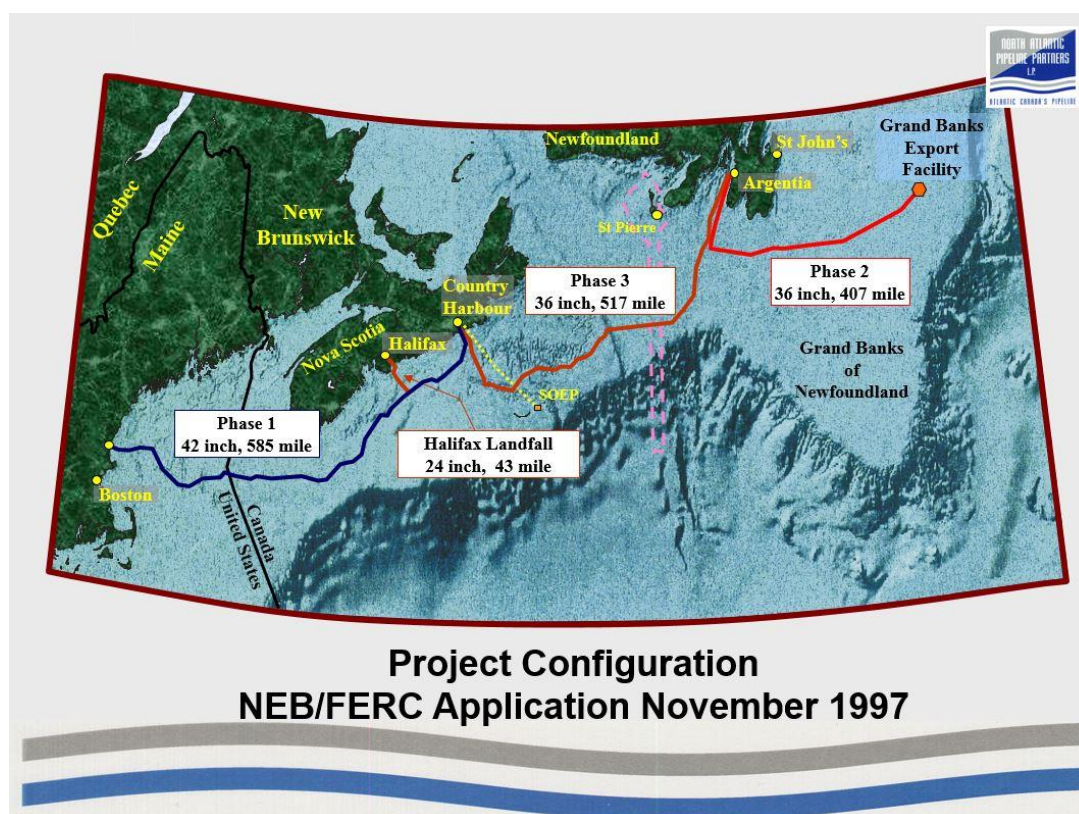 NORTH ATLANTIC
PIPELINE PARTNERS
L.P.
ATLANTIC CANADA'S PIPELINE
Grand Banks
Export
Facility
Newfoundland
St John's
Argentia
St Pierre
Quebec
Maine
New
Brunswick
Country
Harbour
Phase 3
36 inch, 517 mile
Phase 2
36 inch, 407 mile
Nova Scotia
Halifax
Grand Banks
of
Newfoundland
SOEP
Phase 1
42 inch, 585 mile
Halifax Landfall
24 inch, 43 mile
Boston
Canada
United States
Project Configuration
NEB/FERC Application November 1997